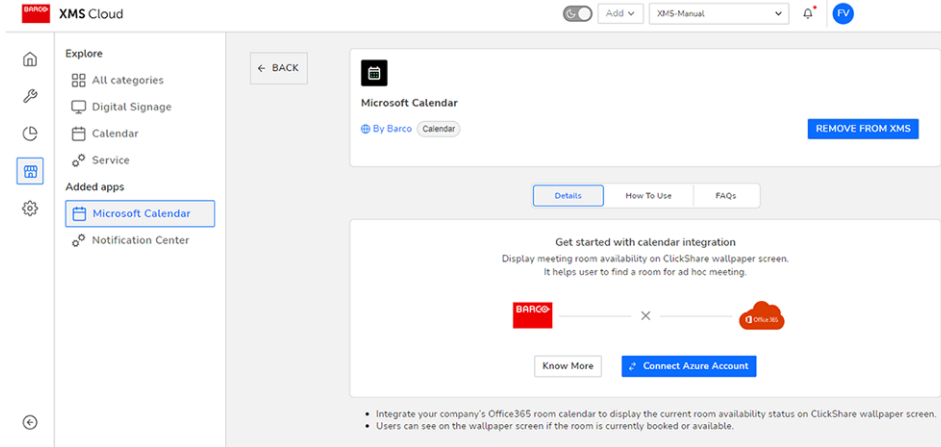 BARCO XMS Cloud Add XMS-Manual FV
Explore
All categories
Digital Signage
Calendar
Service
Added apps
Microsoft Calendar
Notification Center
← BACK
Microsoft Calendar
By Barco Calendar
REMOVE FROM XMS
Details How To Use FAQs
Get started with calendar integration
Display meeting room availability on ClickShare wallpaper screen.
It helps user to find a room for ad hoc meeting.
BARCO Office 365
Know More Connect Azure Account
• Integrate your company's Office365 room calendar to display the current room availability status on ClickShare wallpaper screen.
• Users can see on the wallpaper screen if the room is currently booked or available.